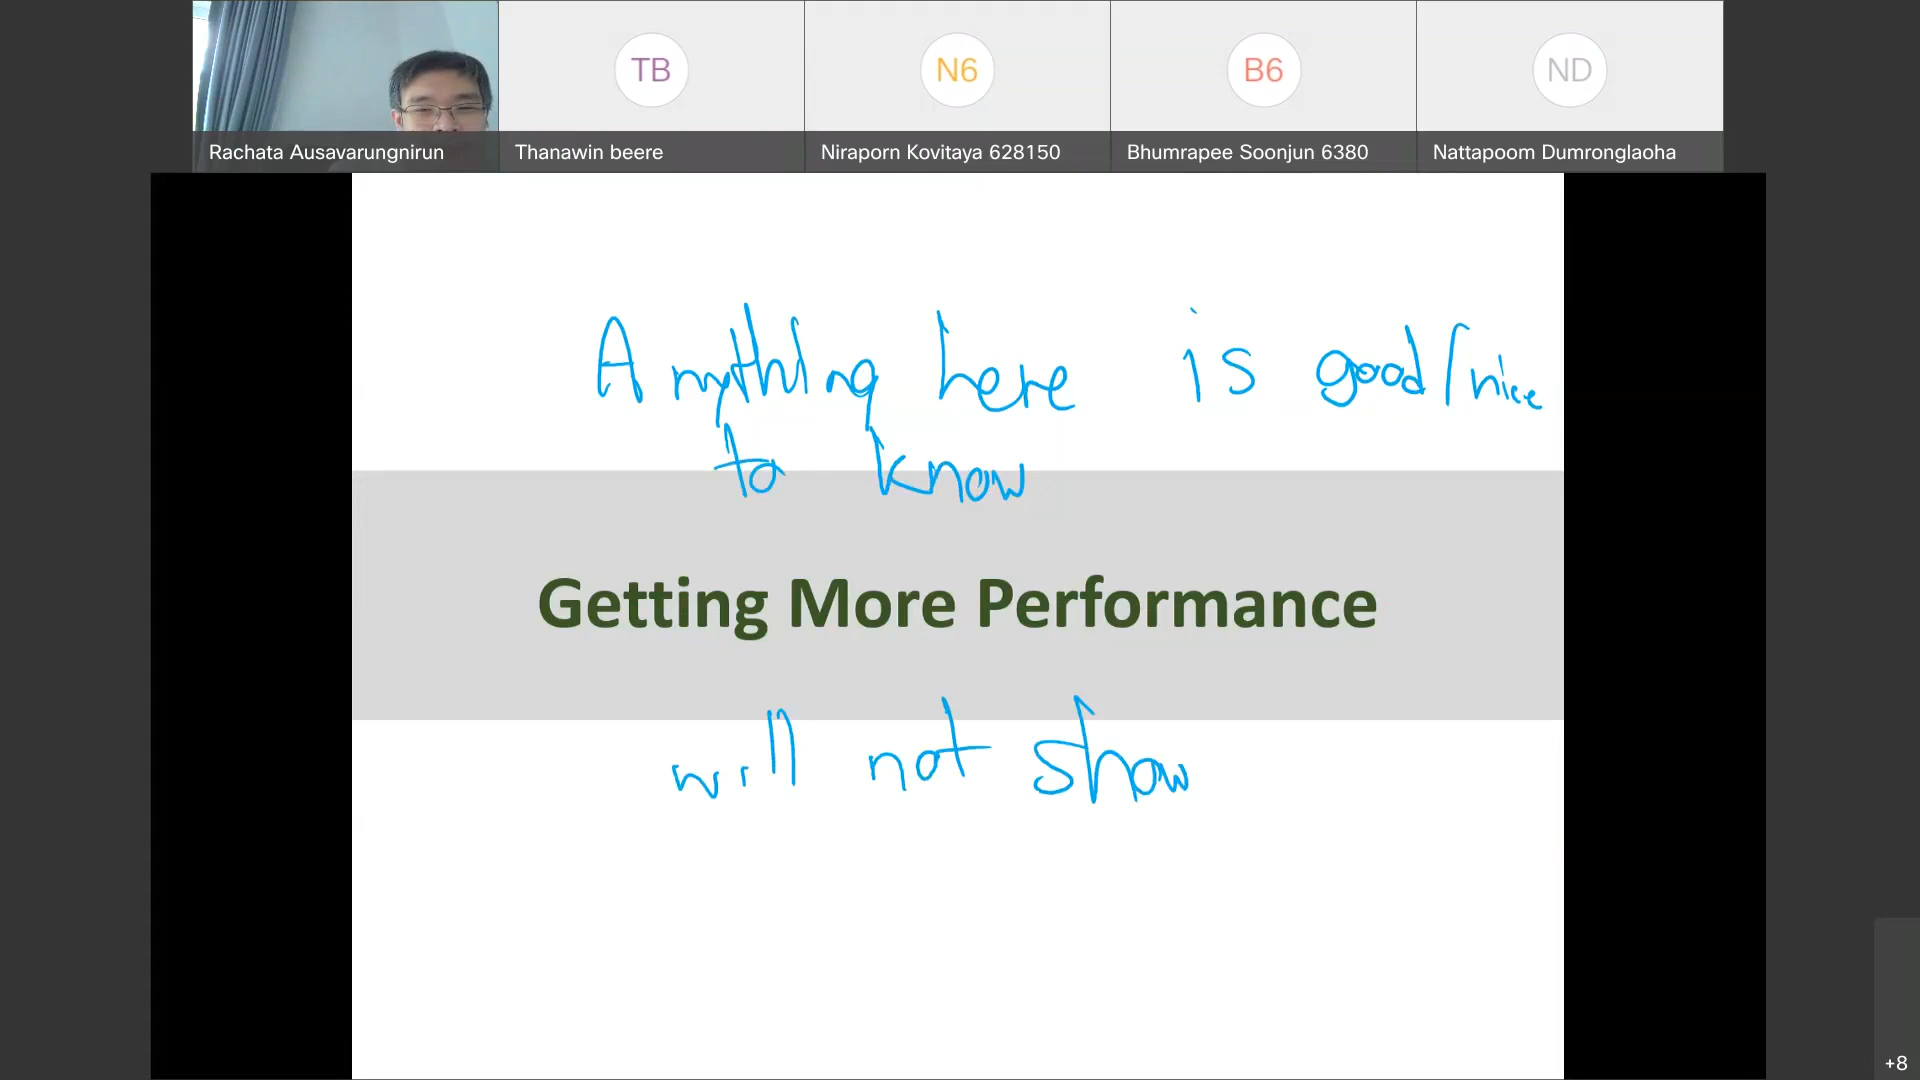 TB
N6
B6
ND
Rachata Ausavarungnirun
Thanawin beere
Niraporn Kovitaya 628150
Bhumrapee Soonjun 6380
Nattapoom Dumronglaoha
Anything here is good/nice
to know
Getting More Performance
will not show
+8